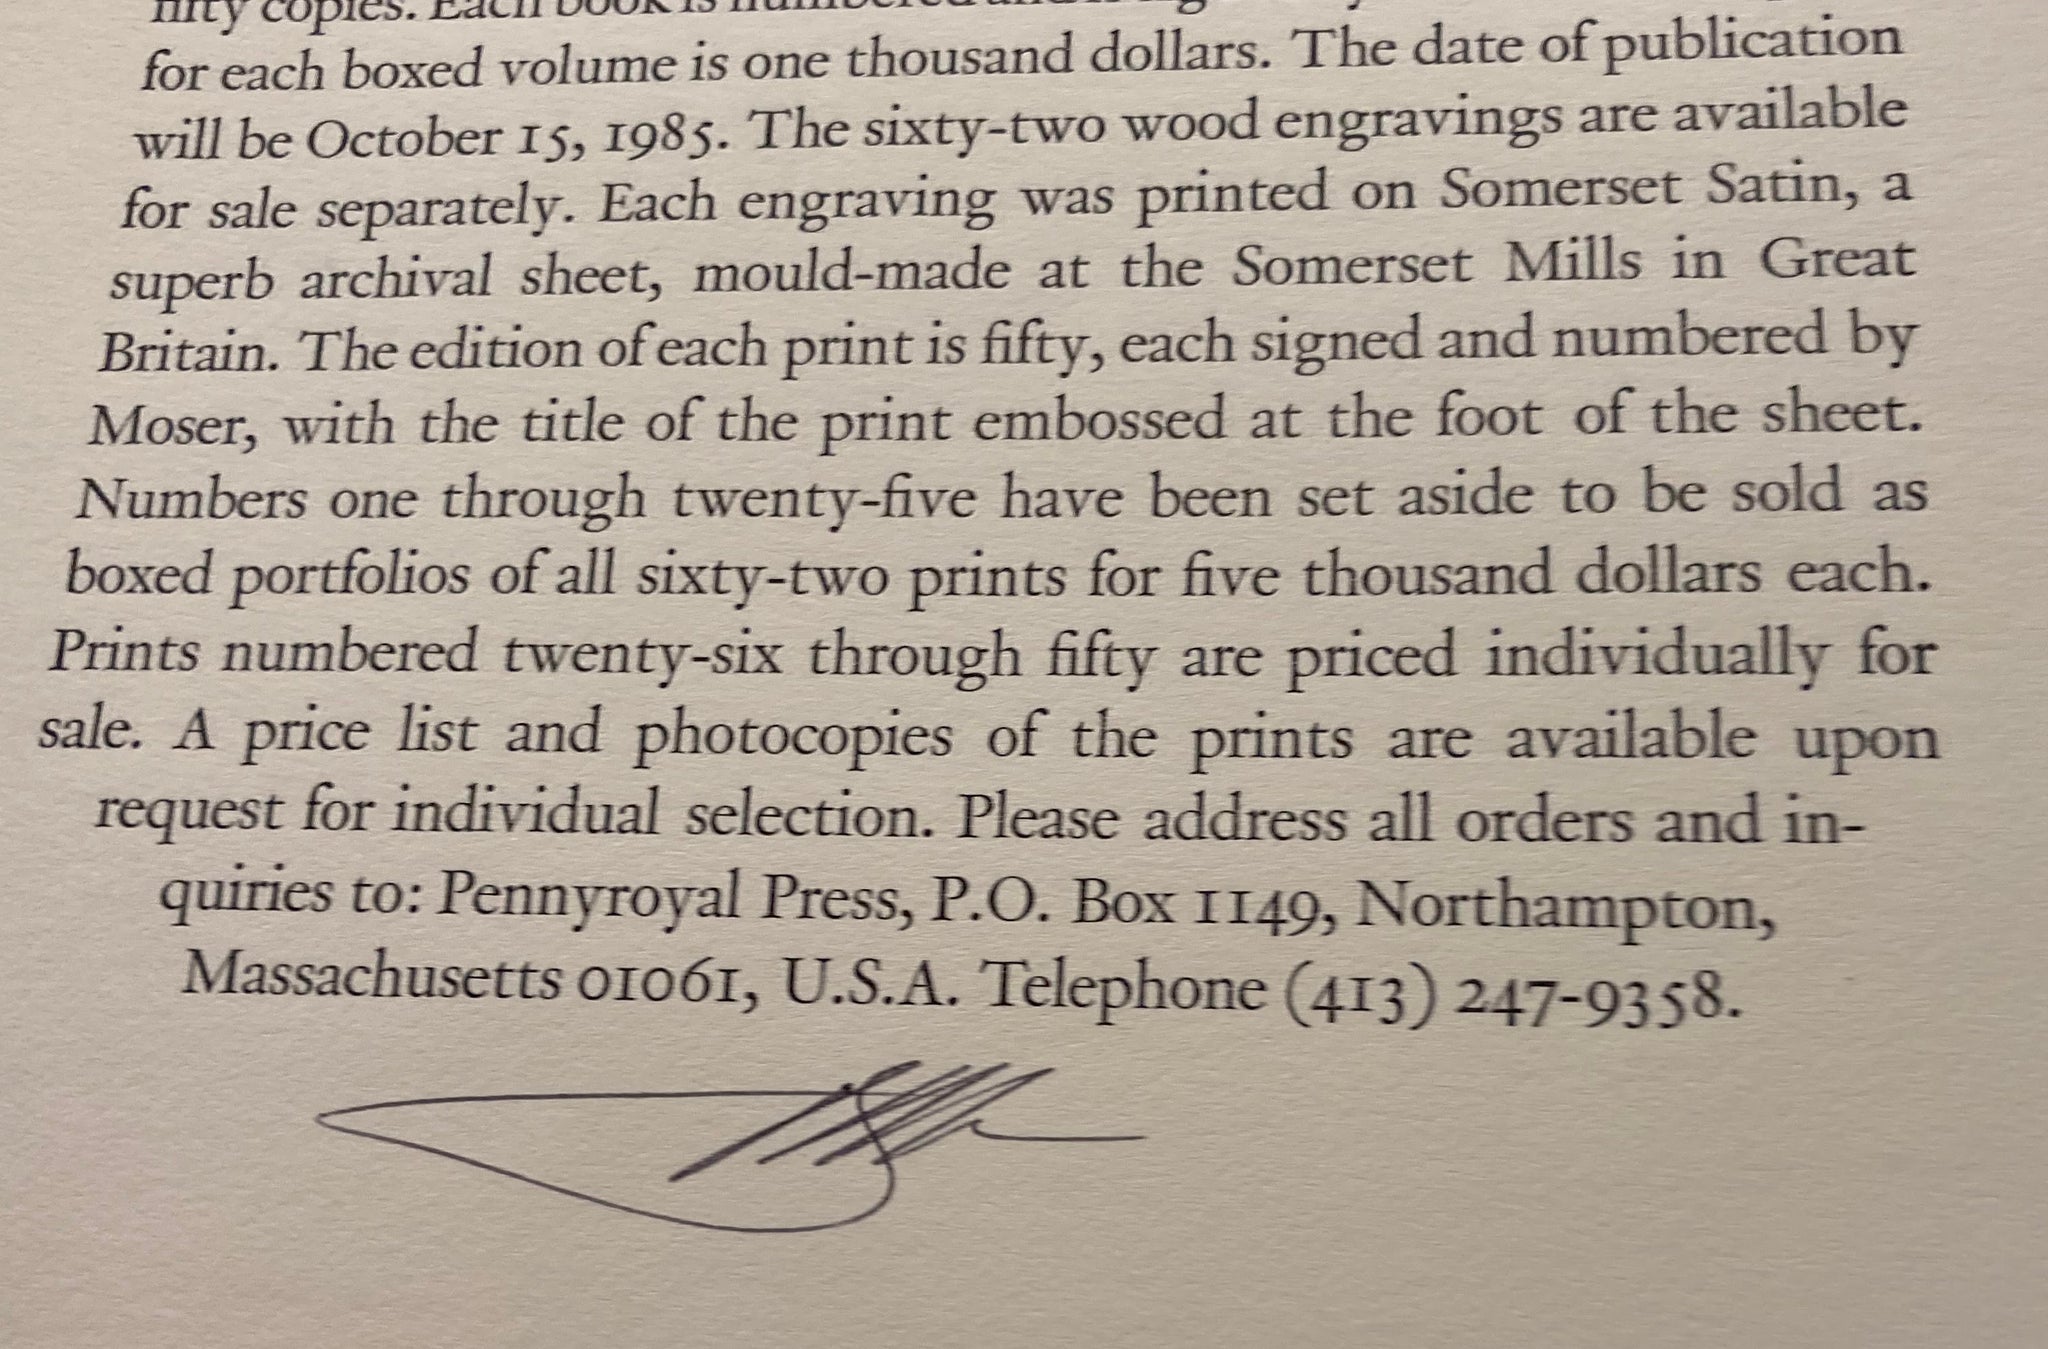 fifty copies. Each book is numbered and
for each boxed volume is one thousand dollars. The date of publication
will be October 15, 1985. The sixty-two wood engravings are available
for sale separately. Each engraving was printed on Somerset Satin, a
superb archival sheet, mould-made at the Somerset Mills in Great
Britain. The edition of each print is fifty, each signed and numbered by
Moser, with the title of the print embossed at the foot of the sheet.
Numbers one through twenty-five have been set aside to be sold as
boxed portfolios of all sixty-two prints for five thousand dollars each.
Prints numbered twenty-six through fifty are priced individually for
sale. A price list and photocopies of the prints are available upon
request for individual selection. Please address all orders and in-
quiries to: Pennyroyal Press, P.O. Box 1149, Northampton,
Massachusetts 01061, U.S.A. Telephone (413) 247-9358.